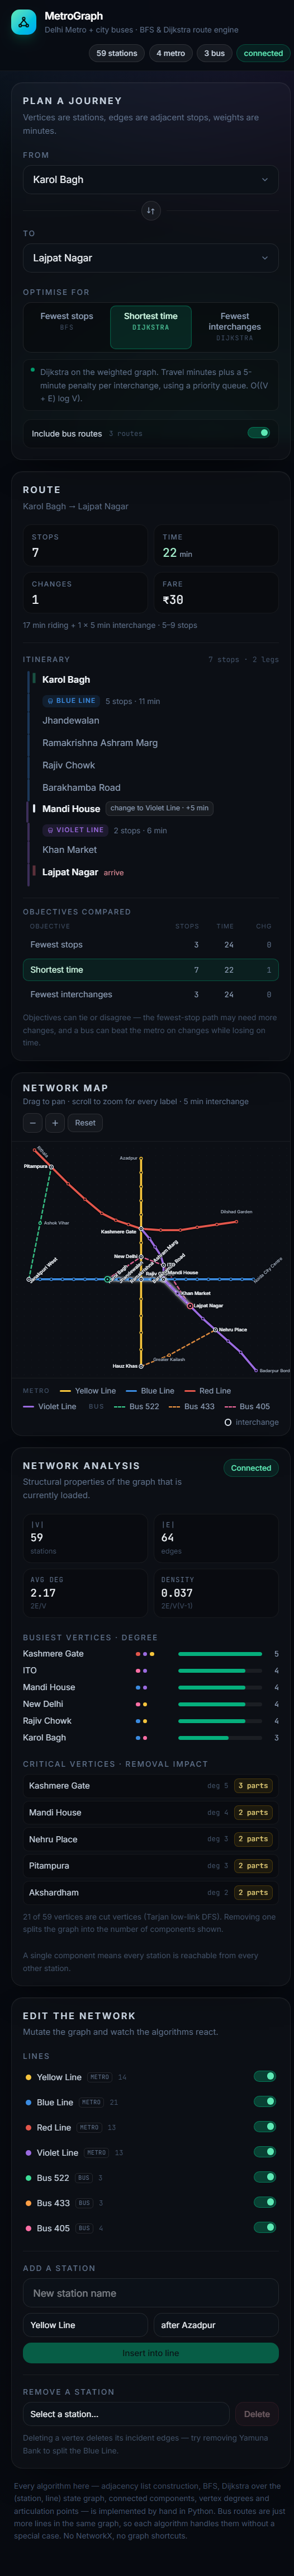 MetroGraph
Delhi Metro + city buses · BFS & Dijkstra route engine
59 stations
4 metro
3 bus
connected
PLAN A JOURNEY
Vertices are stations, edges are adjacent stops, weights are
minutes.
FROM
Karol Bagh
TO
Lajpat Nagar
OPTIMISE FOR
Fewest stops
BFS
Shortest time
DIJKSTRA
Fewest
interchanges
DIJKSTRA
Dijkstra on the weighted graph. Travel minutes plus a 5-
minute penalty per interchange, using a priority queue. O((V
+ E) log V).
Include bus routes 3 routes
ROUTE
Karol Bagh → Lajpat Nagar
STOPS
7
TIME
22 min
CHANGES
1
FARE
₹30
17 min riding + 1 × 5 min interchange · 5–9 stops
ITINERARY
7 stops · 2 legs
Karol Bagh
BLUE LINE 5 stops · 11 min
Jhandewalan
Ramakrishna Ashram Marg
Rajiv Chowk
Barakhamba Road
Mandi House change to Violet Line · +5 min
VIOLET LINE 2 stops · 6 min
Khan Market
Lajpat Nagar arrive
OBJECTIVES COMPARED
OBJECTIVE STOPS TIME CHG
Fewest stops 3 24 0
Shortest time 7 22 1
Fewest interchanges 3 24 0
Objectives can tie or disagree — the fewest-stop path may need more
changes, and a bus can beat the metro on changes while losing on
time.
NETWORK MAP
Drag to pan · scroll to zoom for every label · 5 min interchange
−
+
Reset
Azadpur
Pitampura
Dilshad Garden
Kashmere Gate
Ashok Vihar
New Delhi
ITO
Mandi House
Khan Market
Lajpat Nagar
Nehru Place
Greater Kailash
Hauz Khas
Badarpur Bord
METRO Yellow Line Blue Line Red Line
Violet Line BUS Bus 522 Bus 433 Bus 405
interchange
NETWORK ANALYSIS
Connected
Structural properties of the graph that is
currently loaded.
|V|
59
stations
|E|
64
edges
AVG DEG
2.17
2E/V
DENSITY
0.037
2E/V(V-1)
BUSIEST VERTICES · DEGREE
Kashmere Gate 5
ITO 4
Mandi House 4
New Delhi 4
Rajiv Chowk 4
Karol Bagh 3
CRITICAL VERTICES · REMOVAL IMPACT
Kashmere Gate deg 5 3 parts
Mandi House deg 4 2 parts
Nehru Place deg 3 2 parts
Pitampura deg 3 2 parts
Akshardham deg 2 2 parts
21 of 59 vertices are cut vertices (Tarjan low-link DFS). Removing one
splits the graph into the number of components shown.
A single component means every station is reachable from every
other station.
EDIT THE NETWORK
Mutate the graph and watch the algorithms react.
LINES
Yellow Line METRO 14
Blue Line METRO 21
Red Line METRO 13
Violet Line METRO 13
Bus 522 BUS 3
Bus 433 BUS 3
Bus 405 BUS 4
ADD A STATION
New station name
Yellow Line
after Azadpur
Insert into line
REMOVE A STATION
Select a station...
Delete
Deleting a vertex deletes its incident edges — try removing Yamuna
Bank to split the Blue Line.
Every algorithm here — adjacency list construction, BFS, Dijkstra over the
(station, line) state graph, connected components, vertex degrees and
articulation points — is implemented by hand in Python. Bus routes are just
more lines in the same graph, so each algorithm handles them without a
special case. No NetworkX, no graph shortcuts.